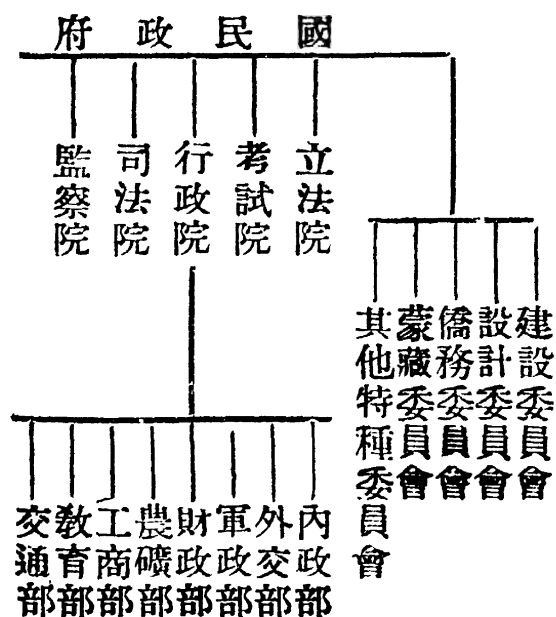 國民政府
立法院
考試院
行政院
司法院
監察院
建設委員會
設計委員會
僑務委員會
蒙藏委員會
其他特種委員會
內政部
外交部
軍政部
財政部
農礦部
工商部
教育部
交通部